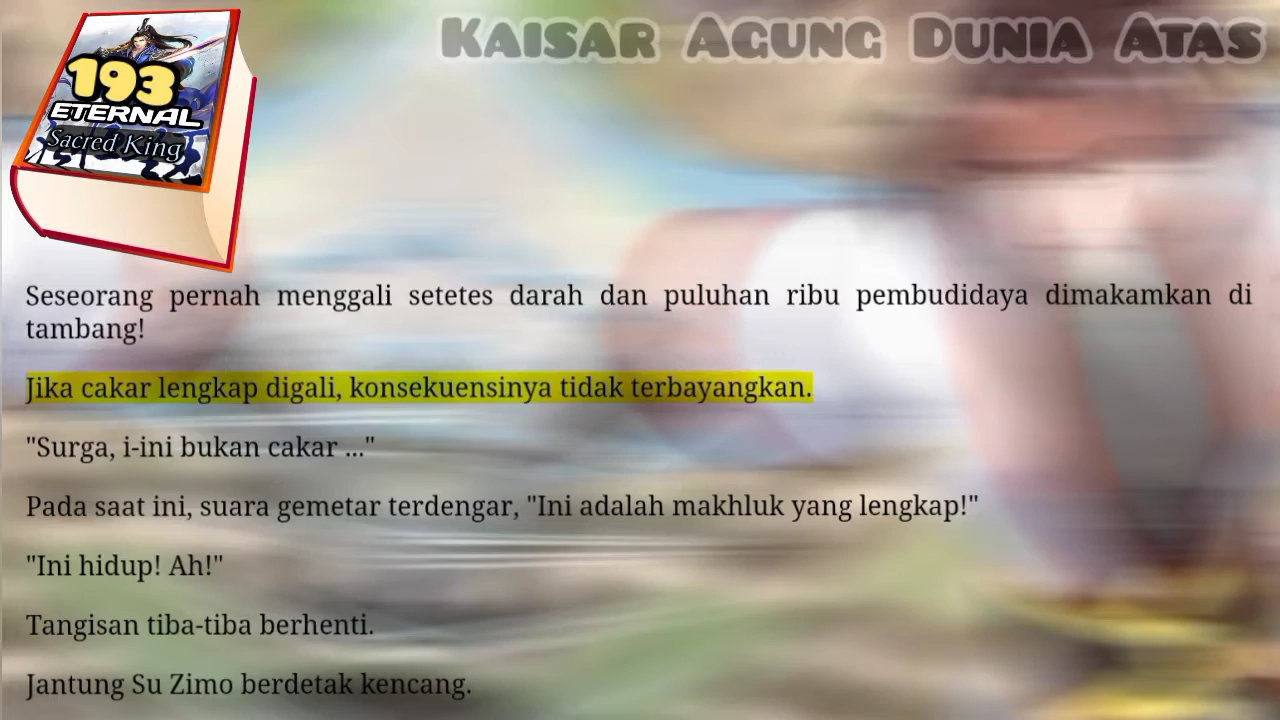 Kaisar Agung Dunia Atas
193
ETERNAL
Sacred King
Seseorang pernah menggali setetes darah dan puluhan ribu pembudidaya dimakamkan di
tambang!
Jika cakar lengkap digali, konsekuensinya tidak terbayangkan.
"Surga, i-ini bukan cakar ..."
Pada saat ini, suara gemetar terdengar, "Ini adalah makhluk yang lengkap!"
"Ini hidup! Ah!"
Tangisan tiba-tiba berhenti.
Jantung Su Zimo berdetak kencang.